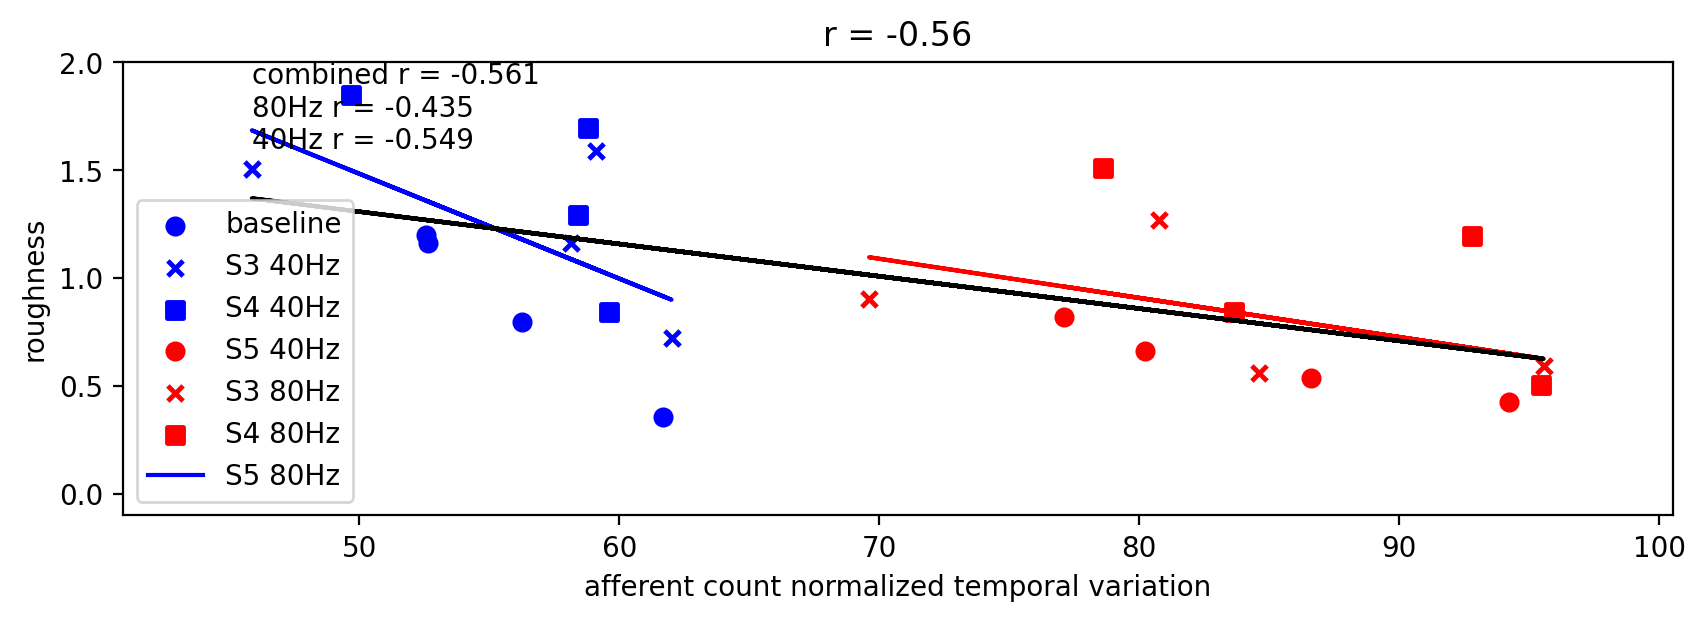 r = -0.56
combined r = -0.561
80Hz r = -0.435
40Hz r = -0.549
2.0
1.5
1.0
0.5
0.0
roughness
baseline
S3 40Hz
S4 40Hz
S5 40Hz
S3 80Hz
S4 80Hz
S5 80Hz
50 60 70 80 90 100
afferent count normalized temporal variation